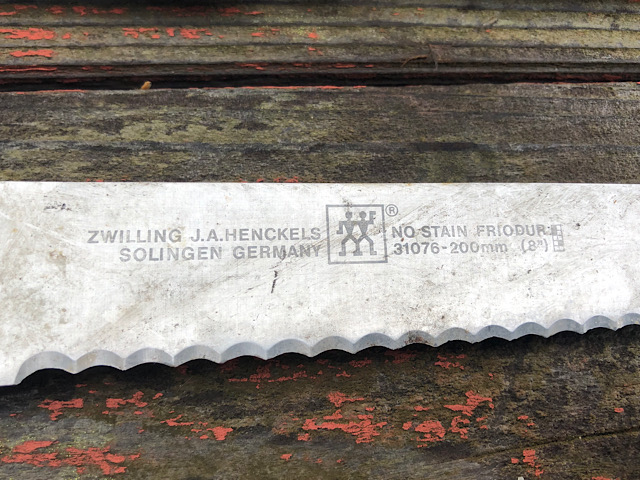 ZWILLING J.A.HENCKELS
SOLINGEN GERMANY
®
NO STAIN FRIODUR
31076-200mm (8")